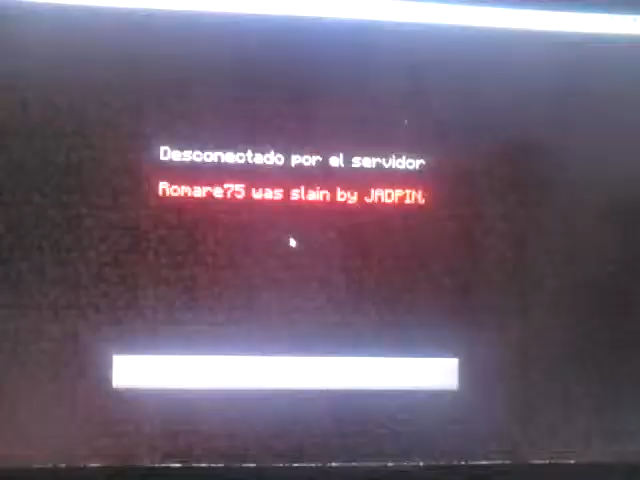 Desconectado por el servidor
Romare75 was slain by JADPIN.